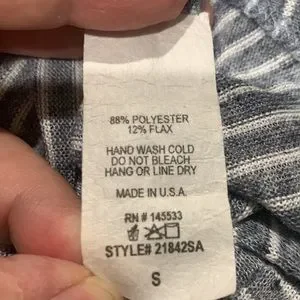 88% POLYESTER
12% FLAX
HAND WASH COLD
DO NOT BLEACH
HANG OR LINE DRY
MADE IN U.S.A.
RN # 145533
STYLE# 21842SA
S